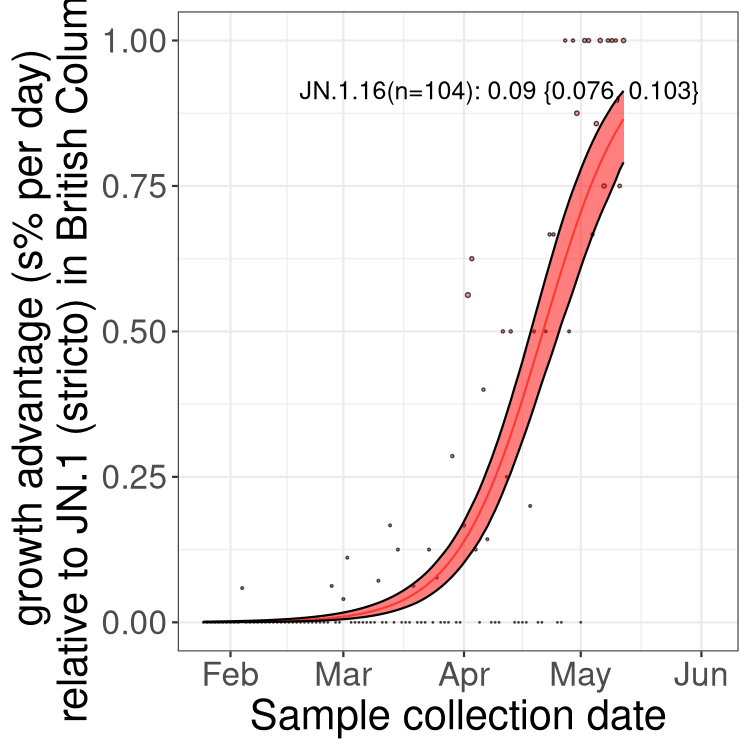 growth advantage (s% per day)
relative to JN.1 (stricto) in British Colum
1.00
0.75
0.50
0.25
0.00
JN.1.16(n=104): 0.09 {0.076, 0.103}
Feb Mar Apr May Jun
Sample collection date